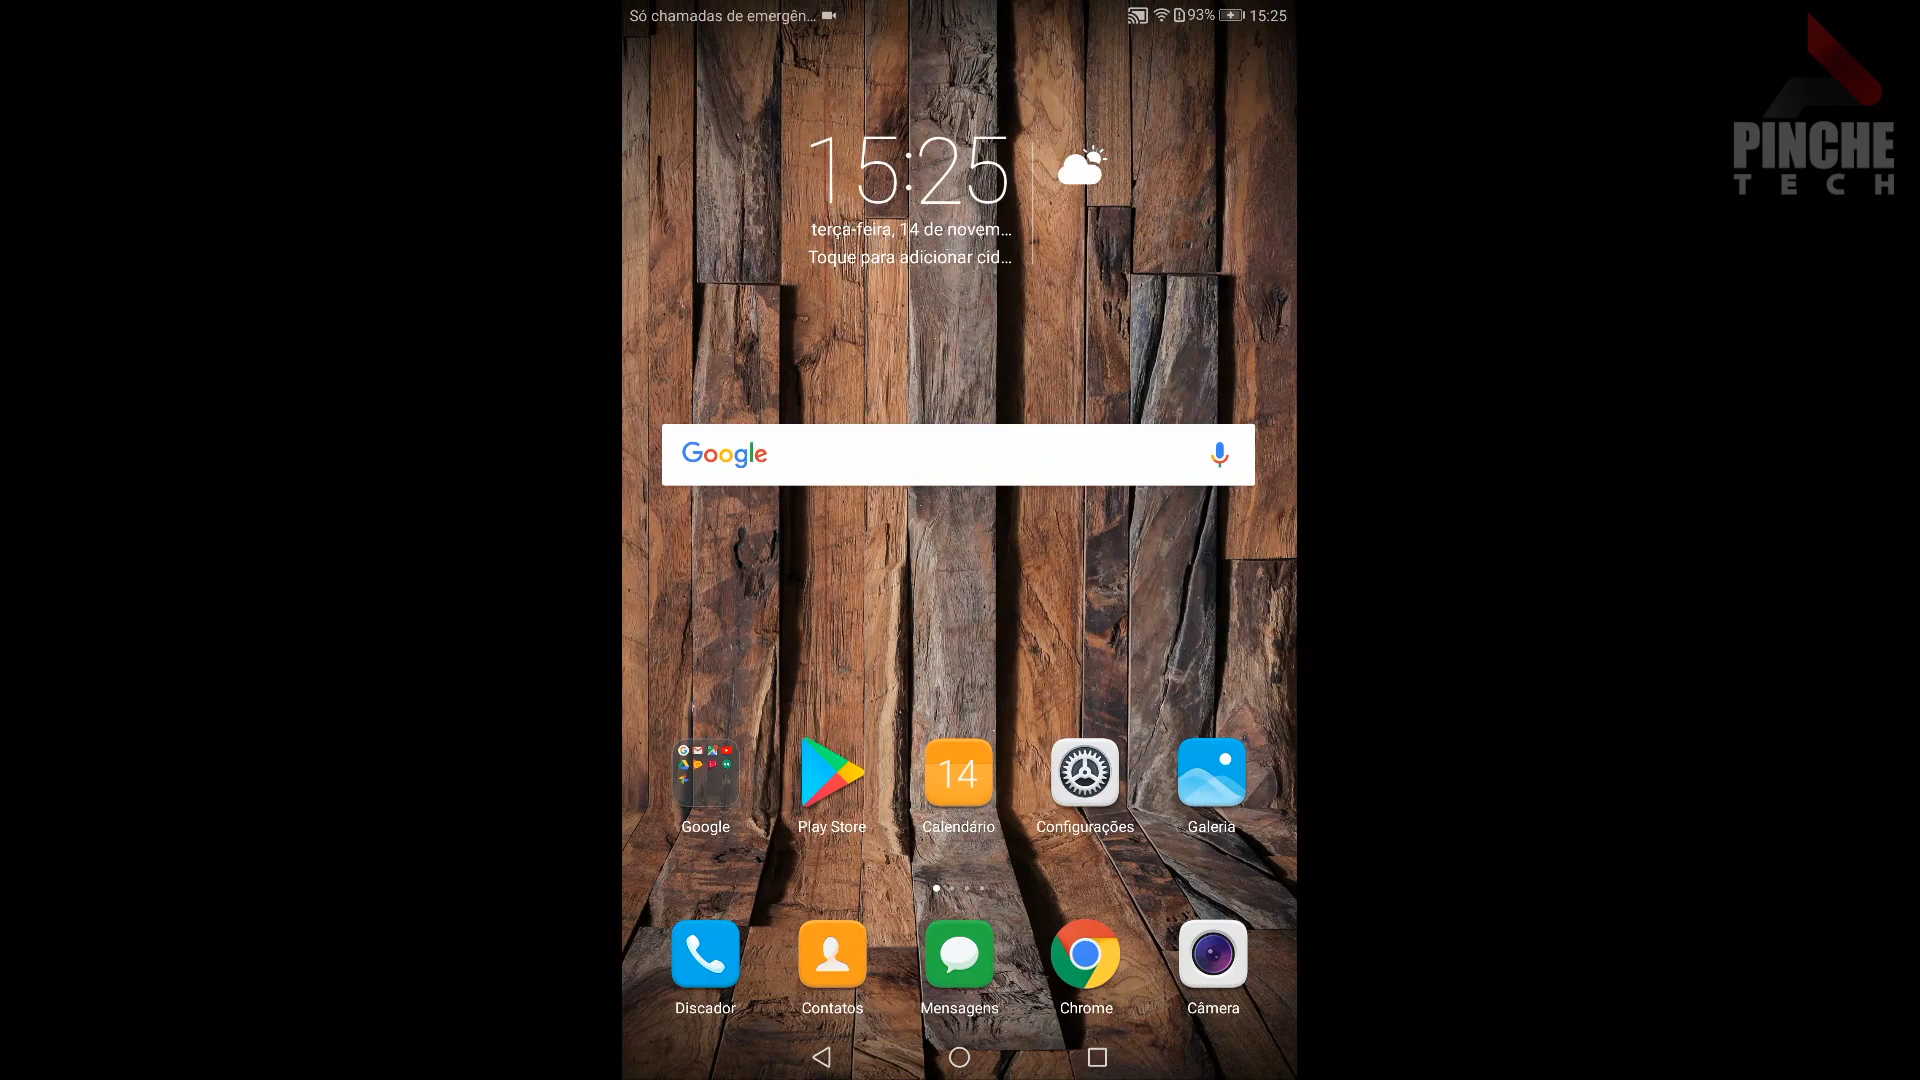 Só chamadas de emergên...
93%
15:25
PINCHE
TECH
15:25
terça-feira, 14 de novem...
Toque para adicionar cid...
Google
14
Google
Play Store
Calendário
Configurações
Galeria
Discador
Contatos
Mensagens
Chrome
Câmera